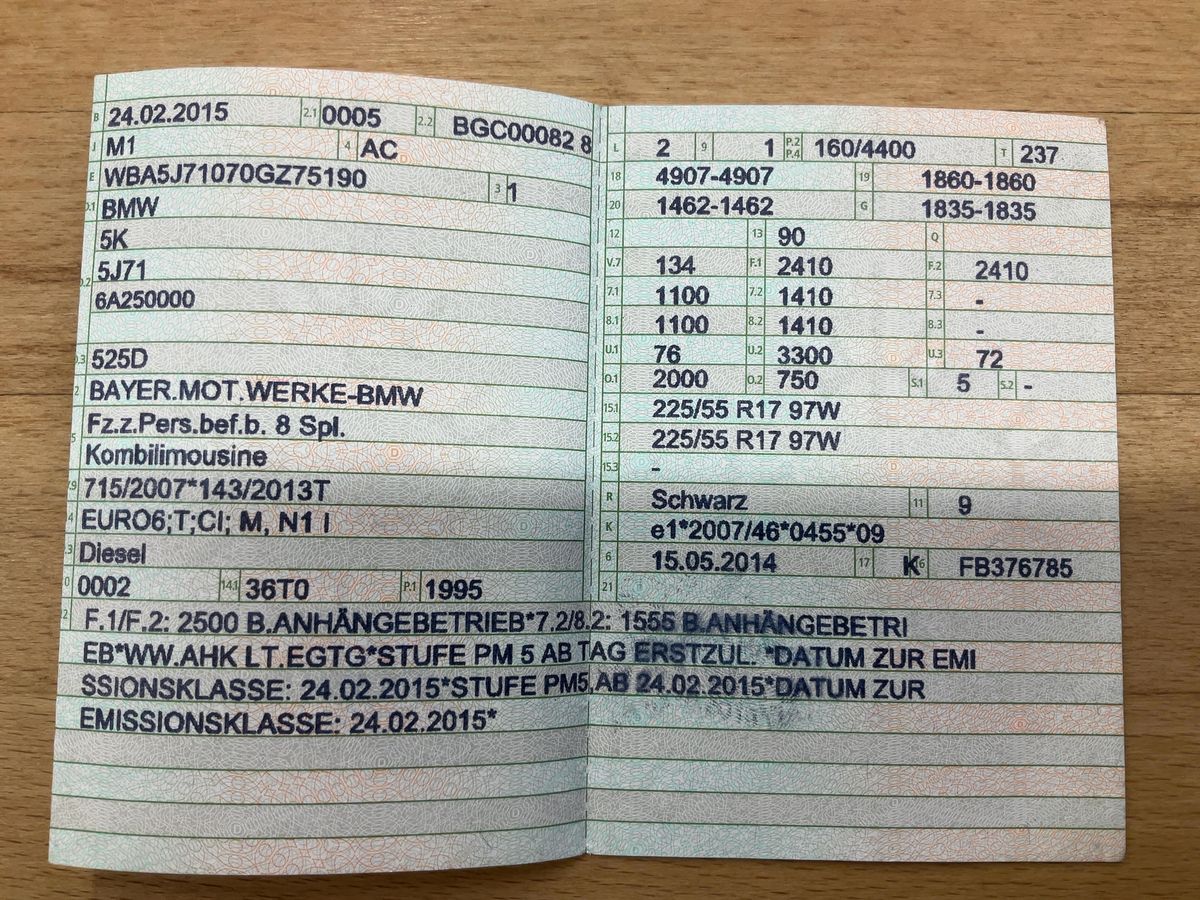 B 24.02.2015 2.1 0005 2.2 BGC00082 8
J M1 4 AC
E WBA5J71070GZ75190 3 1
D.1 BMW
5K
D.2 5J71
6A250000
D.3 525D
2 BAYER.MOT.WERKE-BMW
Fz.z.Pers.bef.b. 8 Spl.
5 Kombilimousine
V.9 715/2007*143/2013T
14 EURO6;T;CI; M, N1 I
P.3 Diesel
10 0002 14.1 36T0 P.1 1995
22 F.1/F.2: 2500 B.ANHÄNGEBETRIEB*7.2/8.2: 1555 B.ANHÄNGEBETRI
EB*WW.AHK LT.EGTG*STUFE PM 5 AB TAG ERSTZUL. *DATUM ZUR EMI
SSIONSKLASSE: 24.02.2015*STUFE PM5 AB 24.02.2015*DATUM ZUR
EMISSIONSKLASSE: 24.02.2015*
L 2 9 1 P.2 P.4 160/4400 T 237
18 4907-4907 19 1860-1860
20 1462-1462 G 1835-1835
12 13 90 Q
V.7 134 F.1 2410 F.2 2410
7.1 1100 7.2 1410 7.3 -
8.1 1100 8.2 1410 8.3 -
U.1 76 U.2 3300 U.3 72
O.1 2000 O.2 750 S.1 5 S.2 -
15.1 225/55 R17 97W
15.2 225/55 R17 97W
15.3 -
R Schwarz 11 9
K e1*2007/46*0455*09
6 15.05.2014 17 K 16 FB376785
21